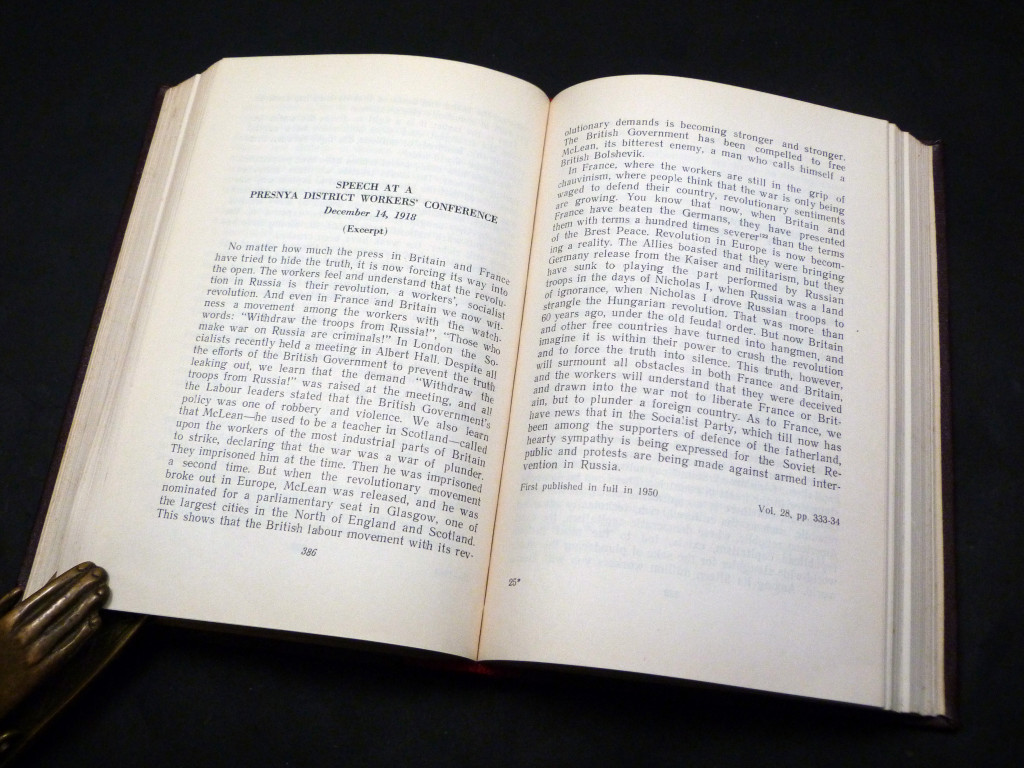 SPEECH AT A
PRESNYA DISTRICT WORKERS' CONFERENCE
December 14, 1918
(Excerpt)
No matter how much the press in Britain and France
have tried to hide the truth, it is now forcing its way into
the open. The workers feel and understand that the revolu-
tion in Russia is their revolution, a workers', socialist
revolution. And even in France and Britain we now wit-
ness a movement among the workers with the watch-
words: "Withdraw the troops from Russia!", "Those who
make war on Russia are criminals!" In London the So-
cialists recently held a meeting in Albert Hall. Despite all
the efforts of the British Government to prevent the truth
leaking out, we learn that the demand "Withdraw the
troops from Russia!" was raised at the meeting, and all
the Labour leaders stated that the British Government's
policy was one of robbery and violence. We also learn
that McLean—he used to be a teacher in Scotland—called
upon the workers of the most industrial parts of Britain
to strike, declaring that the war was a war of plunder.
They imprisoned him at the time. Then he was imprisoned
a second time. But when the revolutionary movement
broke out in Europe, McLean was released, and he was
nominated for a parliamentary seat in Glasgow, one of
the largest cities in the North of England and Scotland.
This shows that the British labour movement with its rev-
386
olutionary demands is becoming stronger and stronger.
The British Government has been compelled to free
McLean, its bitterest enemy, a man who calls himself a
British Bolshevik.
In France, where the workers are still in the grip of
chauvinism, where people think that the war is only being
waged to defend their country, revolutionary sentiments
are growing. You know that now, when Britain and
France have beaten the Germans, they have presented
them with terms a hundred times severer than the terms
of the Brest Peace. Revolution in Europe is now becom-
ing a reality. The Allies boasted that they were bringing
Germany release from the Kaiser and militarism, but they
have sunk to playing the part performed by Russian
troops in the days of Nicholas I, when Russia was a land
of ignorance, when Nicholas I drove Russian troops to
strangle the Hungarian revolution. That was more than
60 years ago, under the old feudal order. But now Britain
and other free countries have turned into hangmen, and
imagine it is within their power to crush the revolution
and to force the truth into silence. This truth, however,
will surmount all obstacles in both France and Britain,
and the workers will understand that they were deceived
and drawn into the war not to liberate France or Brit-
ain, but to plunder a foreign country. As to France, we
have news that in the Socialist Party, which till now has
been among the supporters of defence of the fatherland,
hearty sympathy is being expressed for the Soviet Re-
public and protests are being made against armed inter-
vention in Russia.
First published in full in 1950
Vol. 28, pp. 333-34
25*